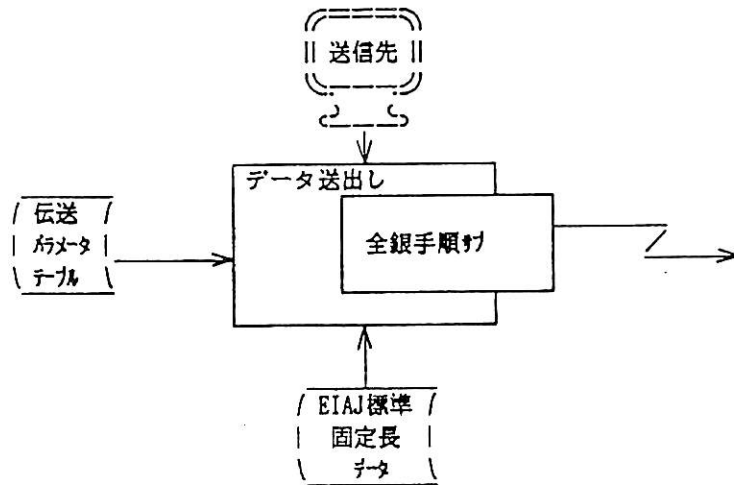 送信先
データ送出し
全銀手順ｻﾌﾞ
伝送
ﾊﾟﾗﾒｰﾀ
ﾃｰﾌﾞﾙ
EIAJ標準
固定長
ﾃﾞｰﾀ